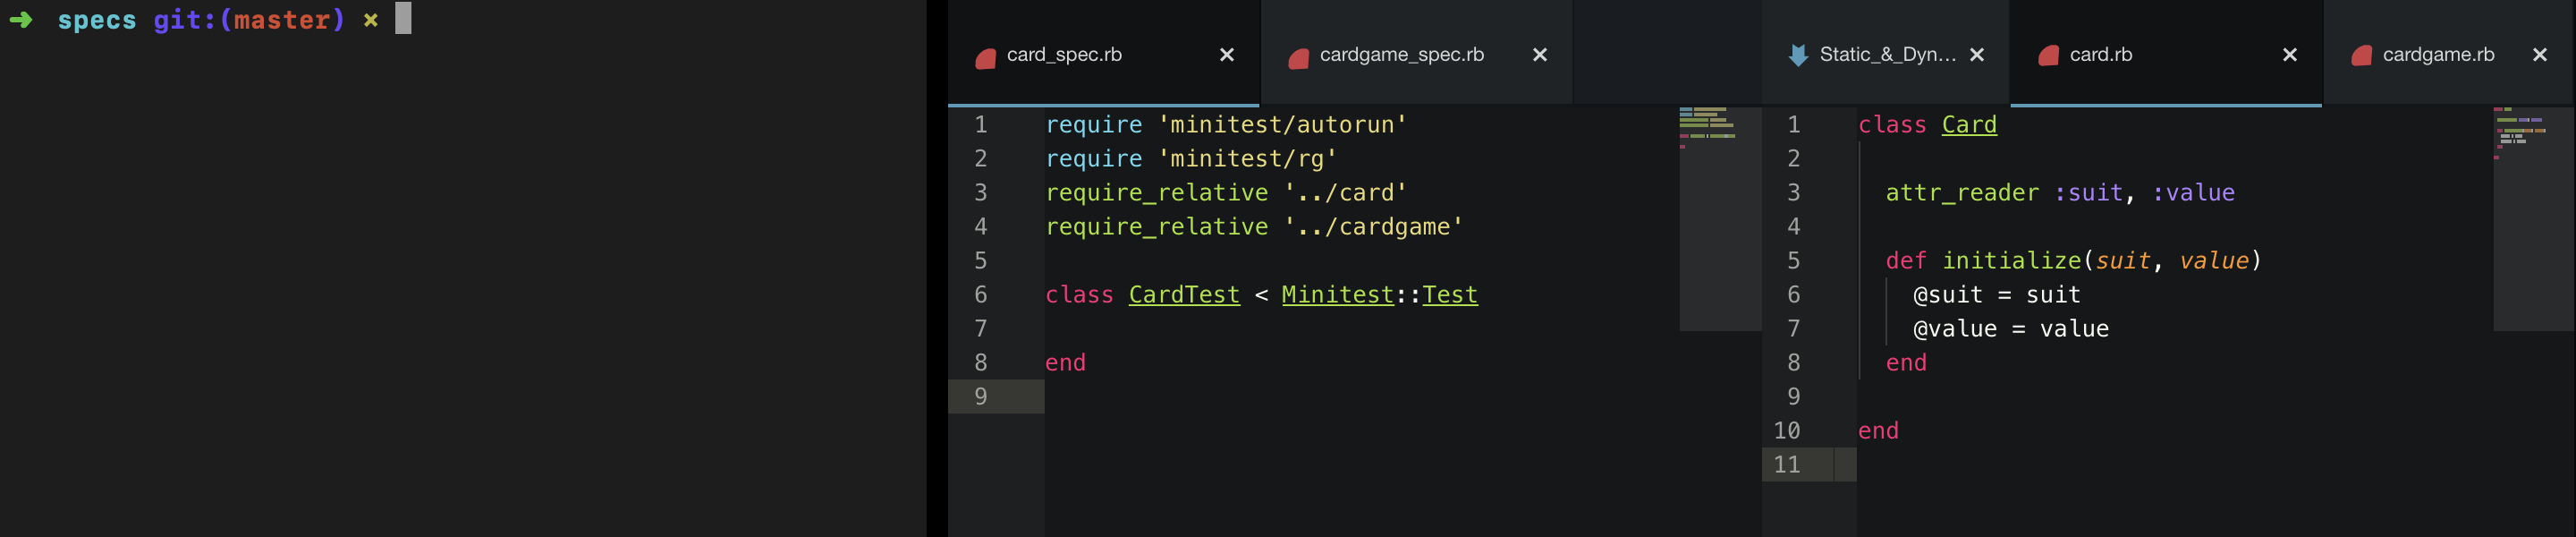 ➜ specs git:(master) ✗
card_spec.rb ×
cardgame_spec.rb ×
1 require 'minitest/autorun'
2 require 'minitest/rg'
3 require_relative '../card'
4 require_relative '../cardgame'
5
6 class CardTest < Minitest::Test
7
8 end
9
Static_&_Dyn... ×
card.rb ×
cardgame.rb ×
1 class Card
2
3 attr_reader :suit, :value
4
5 def initialize(suit, value)
6 @suit = suit
7 @value = value
8 end
9
10 end
11